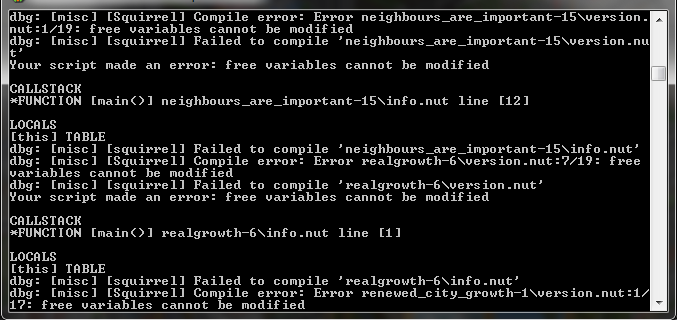 dbg: [misc] [Squirrel] Compile error: Error neighbours_are_important-15\version.
nut:1/19: free variables cannot be modified
dbg: [misc] [squirrel] Failed to compile 'neighbours_are_important-15\version.nu
t'
Your script made an error: free variables cannot be modified
CALLSTACK
*FUNCTION [main()] neighbours_are_important-15\info.nut line [12]
LOCALS
[this] TABLE
dbg: [misc] [squirrel] Failed to compile 'neighbours_are_important-15\info.nut'
dbg: [misc] [Squirrel] Compile error: Error realgrowth-6\version.nut:7/19: free
variables cannot be modified
dbg: [misc] [squirrel] Failed to compile 'realgrowth-6\version.nut'
Your script made an error: free variables cannot be modified
CALLSTACK
*FUNCTION [main()] realgrowth-6\info.nut line [1]
LOCALS
[this] TABLE
dbg: [misc] [squirrel] Failed to compile 'realgrowth-6\info.nut'
dbg: [misc] [Squirrel] Compile error: Error renewed_city_growth-1\version.nut:1/
17: free variables cannot be modified